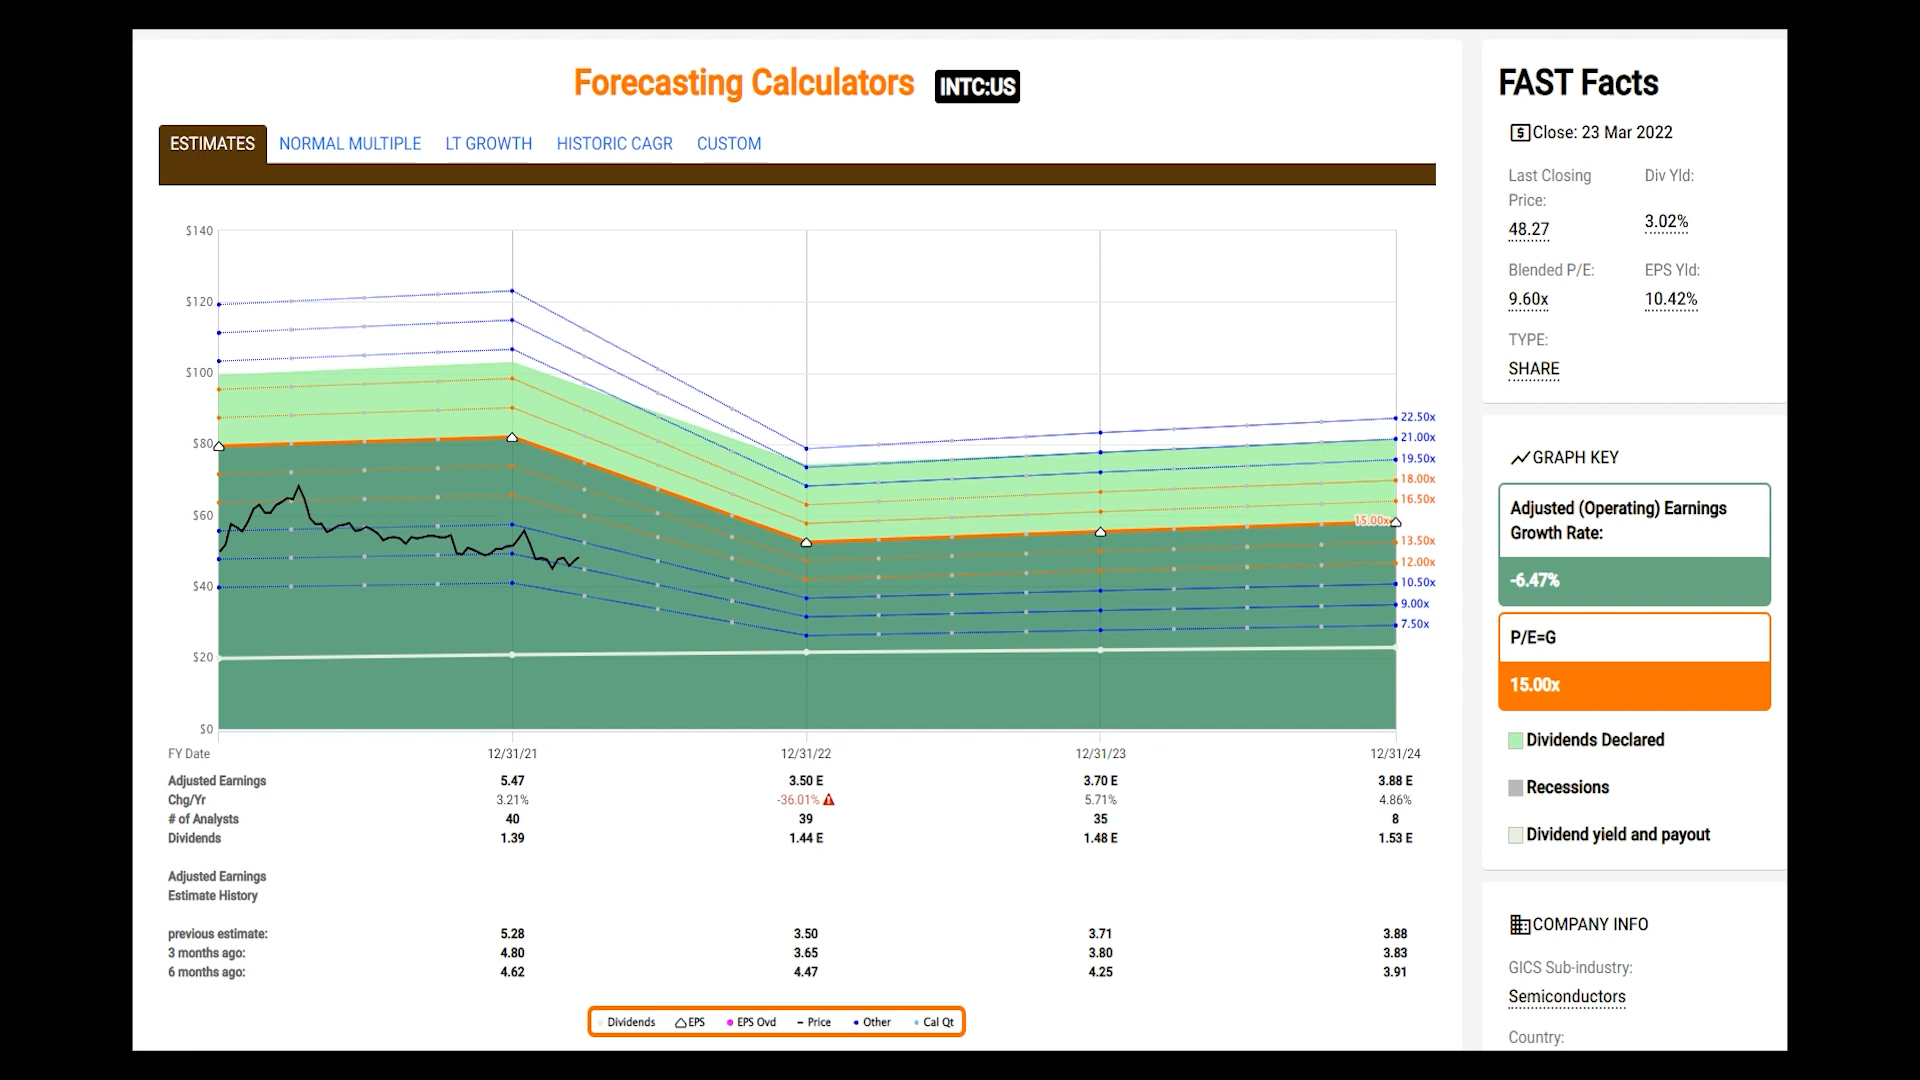 Forecasting Calculators INTC:US
ESTIMATES NORMAL MULTIPLE LT GROWTH HISTORIC CAGR CUSTOM
$140
$120
$100
$80
$60
$40
$20
$0
22.50x
21.00x
19.50x
18.00x
16.50x
15.00x
13.50x
12.00x
10.50x
9.00x
7.50x
FY Date 12/31/21 12/31/22 12/31/23 12/31/24
Adjusted Earnings 5.47 3.50 E 3.70 E 3.88 E
Chg/Yr 3.21% -36.01% 5.71% 4.86%
# of Analysts 40 39 35 8
Dividends 1.39 1.44 E 1.48 E 1.53 E
Adjusted Earnings
Estimate History
previous estimate: 5.28 3.50 3.71 3.88
3 months ago: 4.80 3.65 3.80 3.83
6 months ago: 4.62 4.47 4.25 3.91
Dividends EPS EPS Ovd Price Other Cal Qt
FAST Facts
Close: 23 Mar 2022
Last Closing Price: Div Yld:
48.27 3.02%
Blended P/E: EPS Yld:
9.60x 10.42%
TYPE:
SHARE
GRAPH KEY
Adjusted (Operating) Earnings
Growth Rate:
-6.47%
P/E=G
15.00x
Dividends Declared
Recessions
Dividend yield and payout
COMPANY INFO
GICS Sub-industry:
Semiconductors
Country: